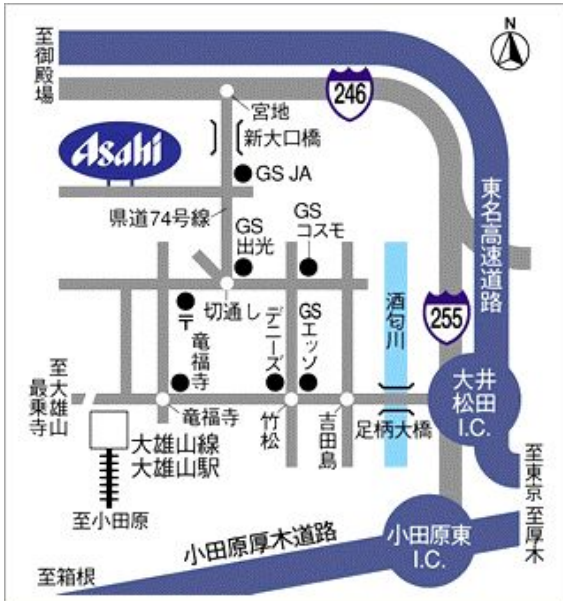 N
至御殿場
246
宮地
新大口橋
Asahi
GS JA
県道74号線
GS
出光
GS
コスモ
東名高速道路
切通し
〒
竜福寺
デニーズ
GSエッソ
酒匂川
255
至大雄山
最乗寺
大井
松田
I.C.
竜福寺
竹松
吉田島
足柄大橋
大雄山線
大雄山駅
至小田原
至東京
至厚木
小田原厚木道路
小田原東
I.C.
至箱根